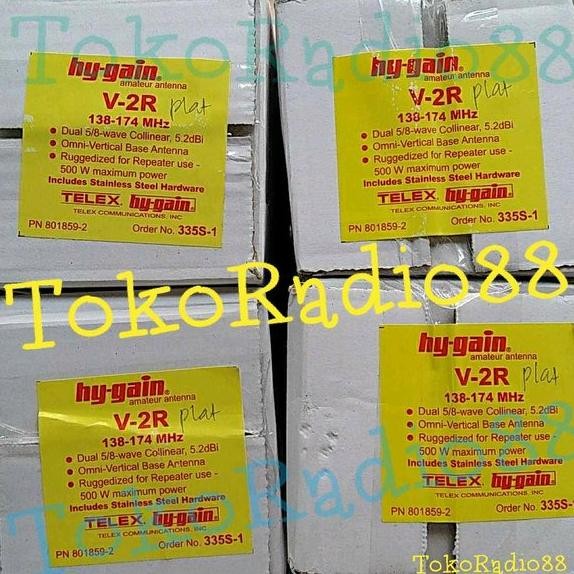 TokoRadio88
hy-gain®
amateur antenna
V-2R plat
138-174 MHz
• Dual 5/8-wave Collinear, 5.2dBi
• Omni-Vertical Base Antenna
• Ruggedized for Repeater use -
500 W maximum power
Includes Stainless Steel Hardware
TELEX hy-gain®
TELEX COMMUNICATIONS, INC
PN 801859-2 Order No. 335S-1
hy-gain®
amateur antenna
V-2R plat
138-174 MHz
• Dual 5/8-wave Collinear, 5.2dBi
• Omni-Vertical Base Antenna
• Ruggedized for Repeater use -
500 W maximum power
Includes Stainless Steel Hardware
TELEX hy-gain®
TELEX COMMUNICATIONS, INC
PN 801859-2 Order No. 335S-1
TokoRadio88
hy-gain®
amateur antenna
V-2R plat
138-174 MHz
• Dual 5/8-wave Collinear, 5.2dBi
• Omni-Vertical Base Antenna
• Ruggedized for Repeater use -
500 W maximum power
Includes Stainless Steel Hardware
TELEX hy-gain®
TELEX COMMUNICATIONS, INC
PN 801859-2 Order No. 335S-1
hy-gain®
amateur antenna
V-2R plat
138-174 MHz
• Dual 5/8-wave Collinear, 5.2dBi
• Omni-Vertical Base Antenna
• Ruggedized for Repeater use -
500 W maximum power
Includes Stainless Steel Hardware
TELEX hy-gain®
TELEX COMMUNICATIONS, INC
PN 801859-2 Order No. 335S-1
TokoRadio88
TokoRadio88